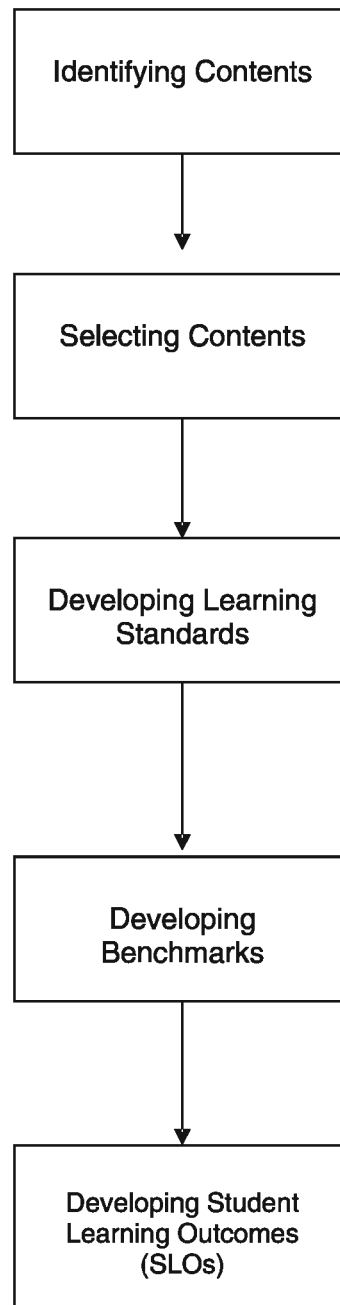 Identifying Contents
Selecting Contents
Developing Learning
Standards
Developing
Benchmarks
Developing Student
Learning Outcomes
(SLOs)